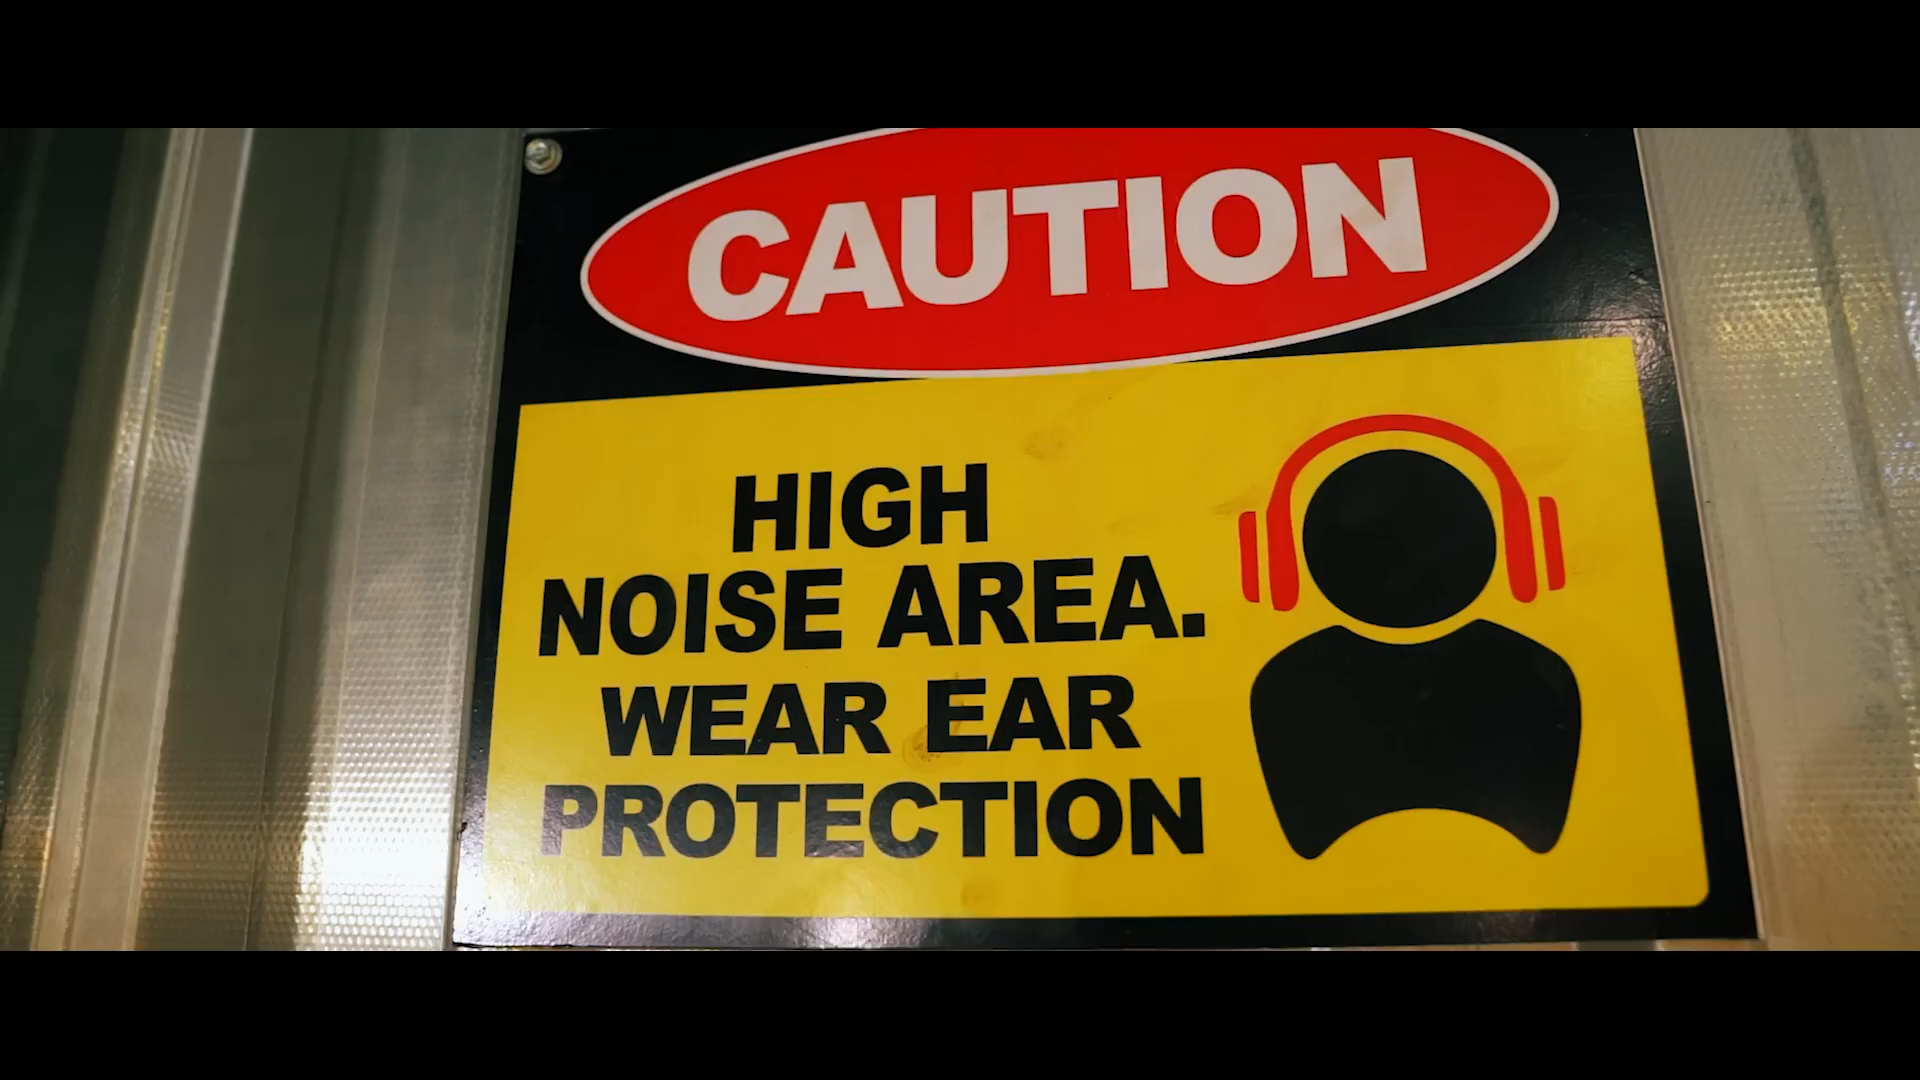 CAUTION
HIGH
NOISE AREA.
WEAR EAR
PROTECTION